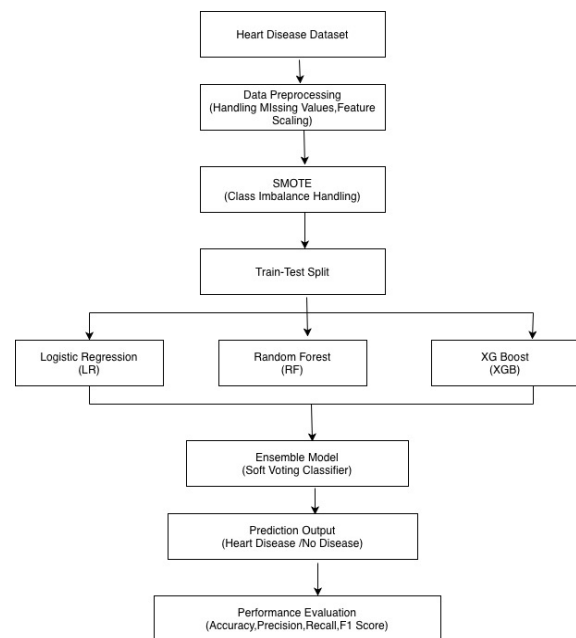 Heart Disease Dataset
Data Preprocessing
(Handling MIssing Values,Feature
Scaling)
SMOTE
(Class Imbalance Handling)
Train-Test Split
Logistic Regression
(LR)
Random Forest
(RF)
XG Boost
(XGB)
Ensemble Model
(Soft Voting Classifier)
Prediction Output
(Heart Disease /No Disease)
Performance Evaluation
(Accuracy,Precision,Recall,F1 Score)